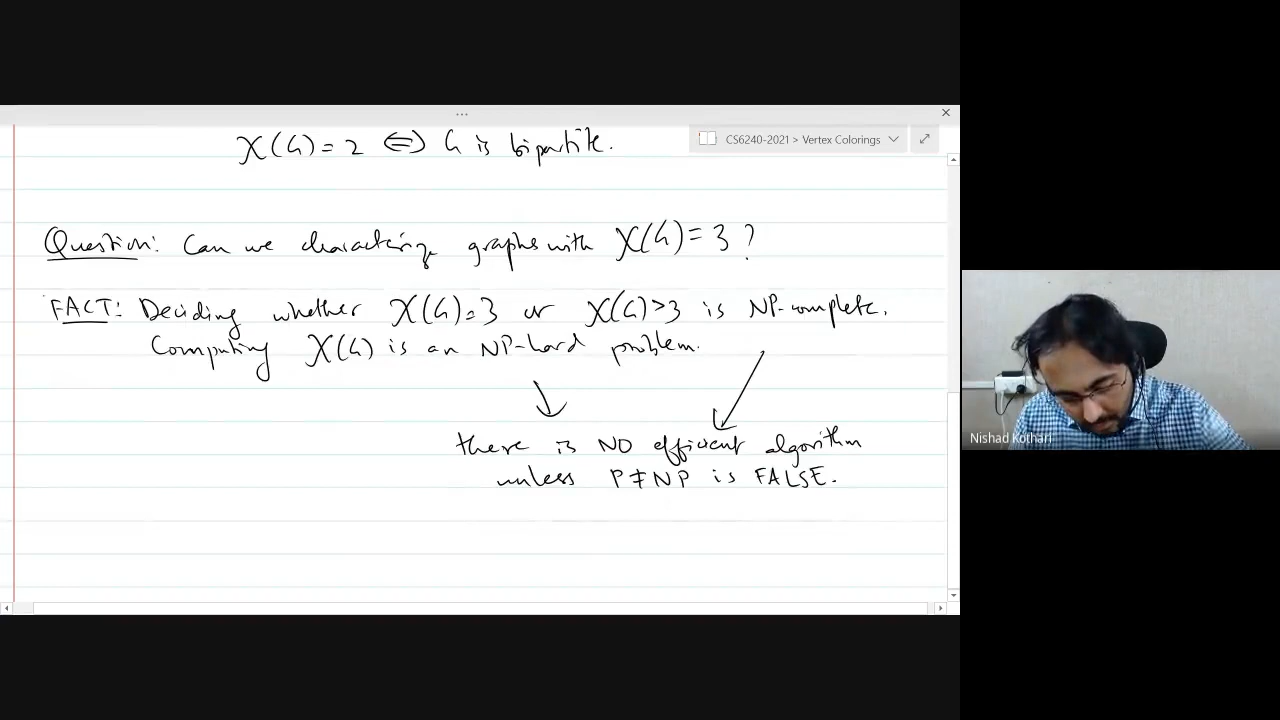 CS6240-2021 > Vertex Colorings
χ(G) = 2 ⟺ G is bipartite.
Question: Can we characterize graphs with χ(G) = 3 ?
FACT: Deciding whether χ(G)=3 or χ(G)>3 is NP-complete.
Computing χ(G) is an NP-hard problem.
there is NO efficient algorithm
unless P≠NP is FALSE.
Nishad Kothari